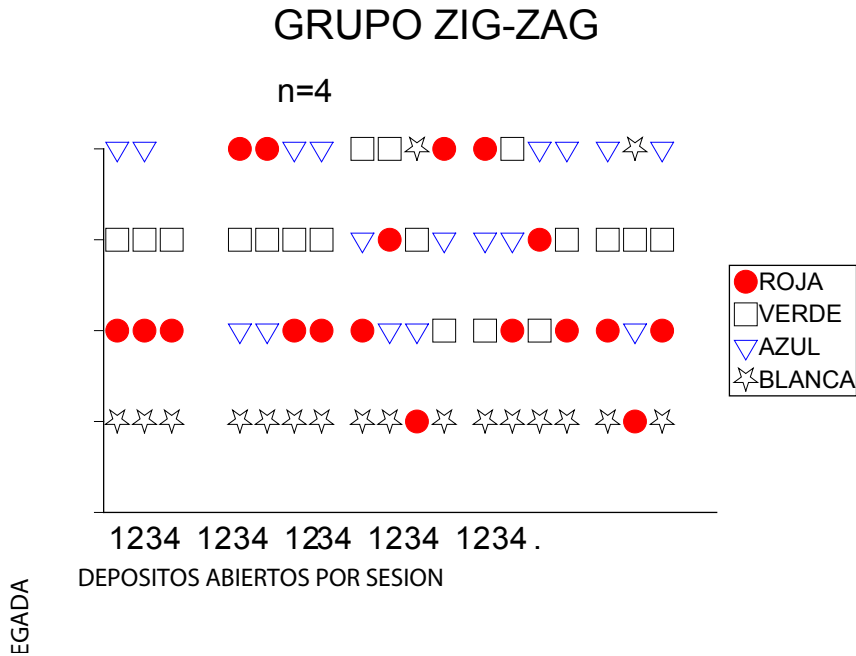 GRUPO ZIG-ZAG
n=4
ROJA
VERDE
AZUL
BLANCA
1234 1234 1234 1234 1234 .
DEPOSITOS ABIERTOS POR SESION
EGADA